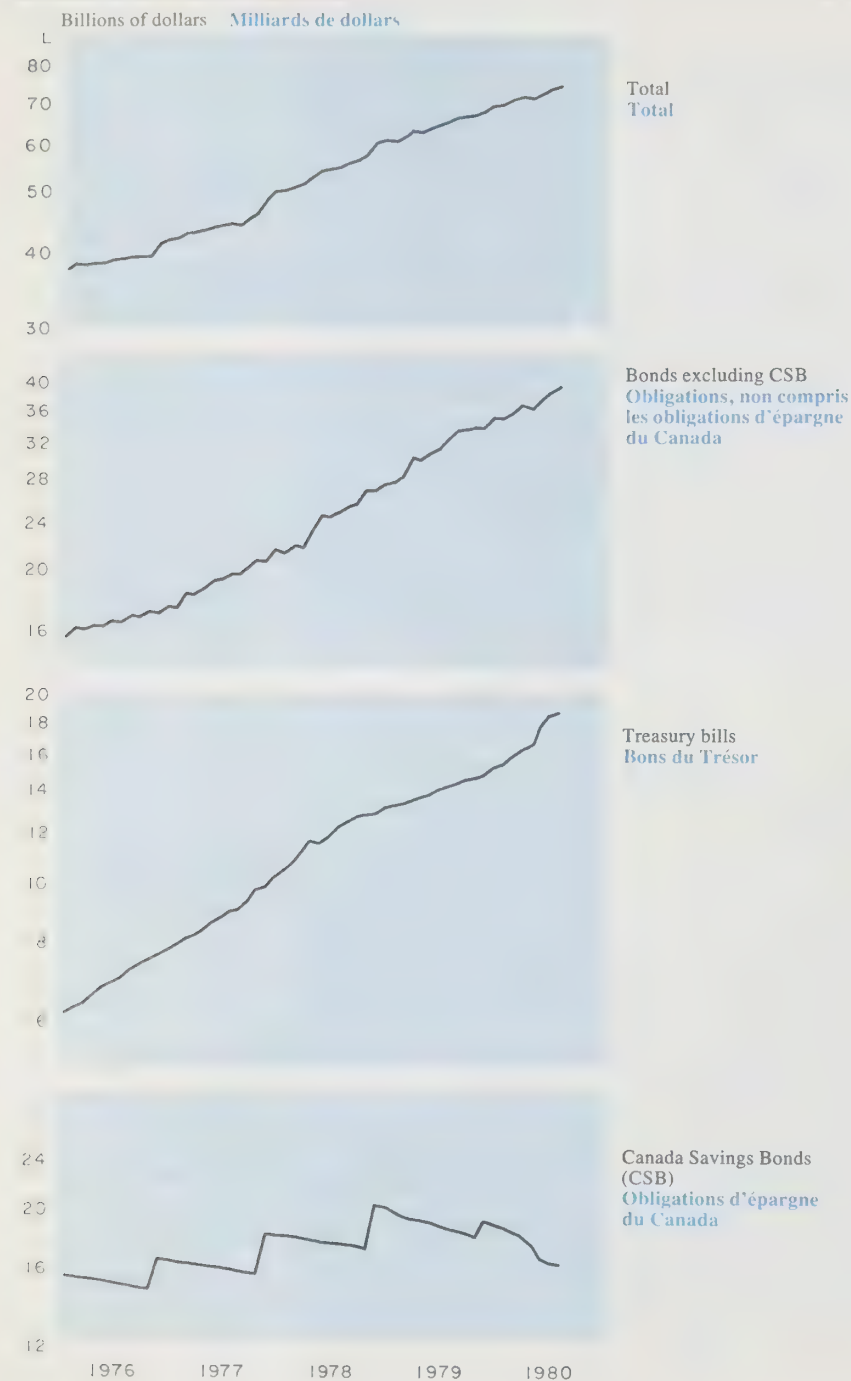 Billions of dollars Milliards de dollars
L
80
70
60
50
40
30
Total
Total
40
36
32
28
24
20
16
Bonds excluding CSB
Obligations, non compris
les obligations d'épargne
du Canada
20
18
16
14
12
10
8
6
Treasury bills
Bons du Trésor
24
20
16
12
Canada Savings Bonds
(CSB)
Obligations d'épargne
du Canada
1976 1977 1978 1979 1980